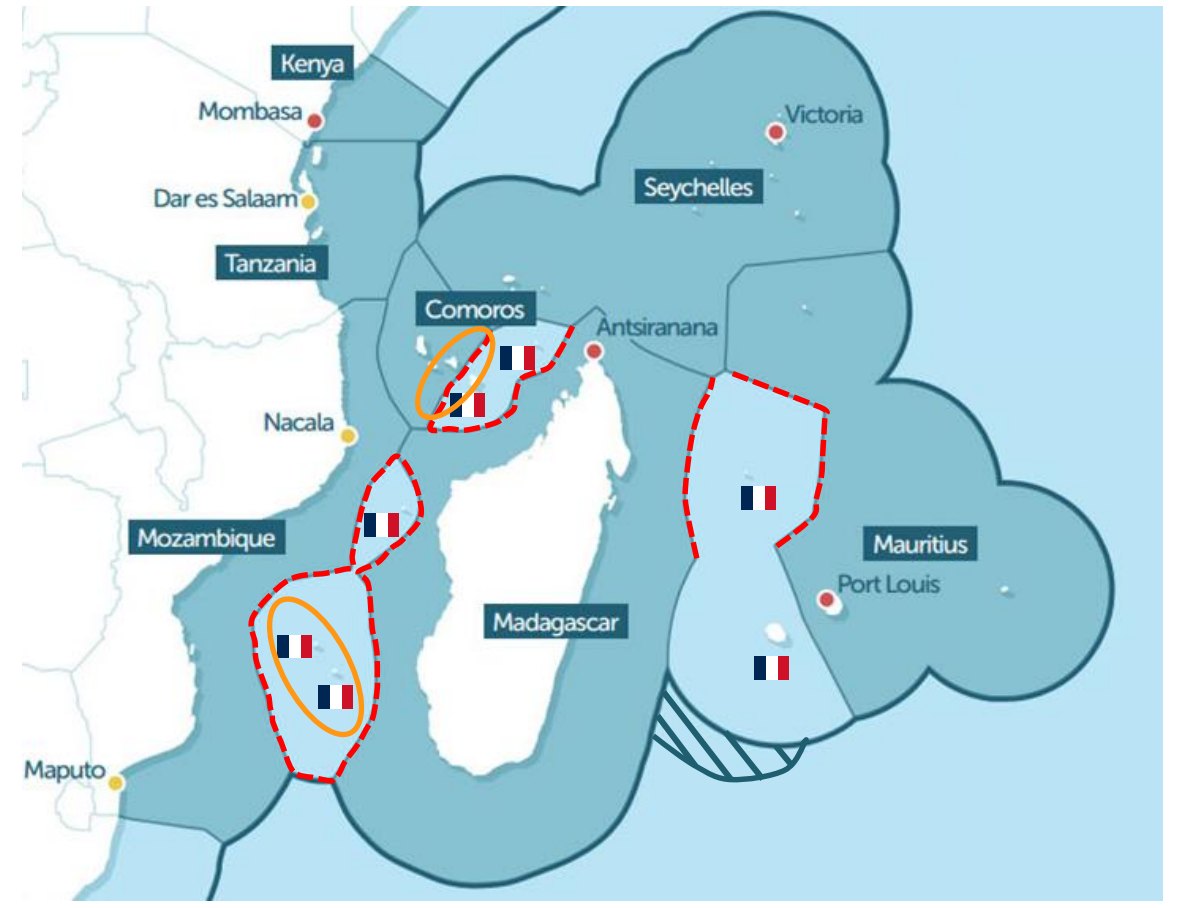 Kenya
Mombasa
Victoria
Seychelles
Dar es Salaam
Tanzania
Comoros
Antsiranana
Nacala
Mozambique
Mauritius
Port Louis
Madagascar
Maputo